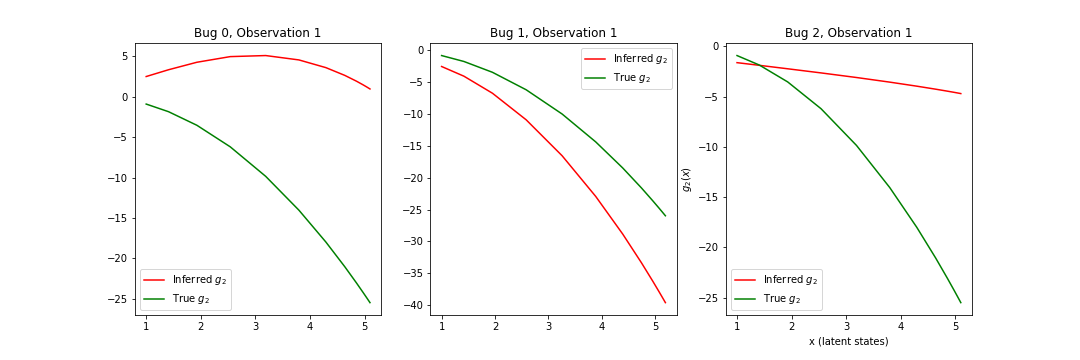 Bug 0, Observation 1
5
0
−5
−10
−15
−20
−25
1 2 3 4 5
Inferred g₂
True g₂
Bug 1, Observation 1
0
−5
−10
−15
−20
−25
−30
−35
−40
1 2 3 4 5
Inferred g₂
True g₂
Bug 2, Observation 1
g₂(x)
0
−5
−10
−15
−20
−25
1 2 3 4 5
x (latent states)
Inferred g₂
True g₂